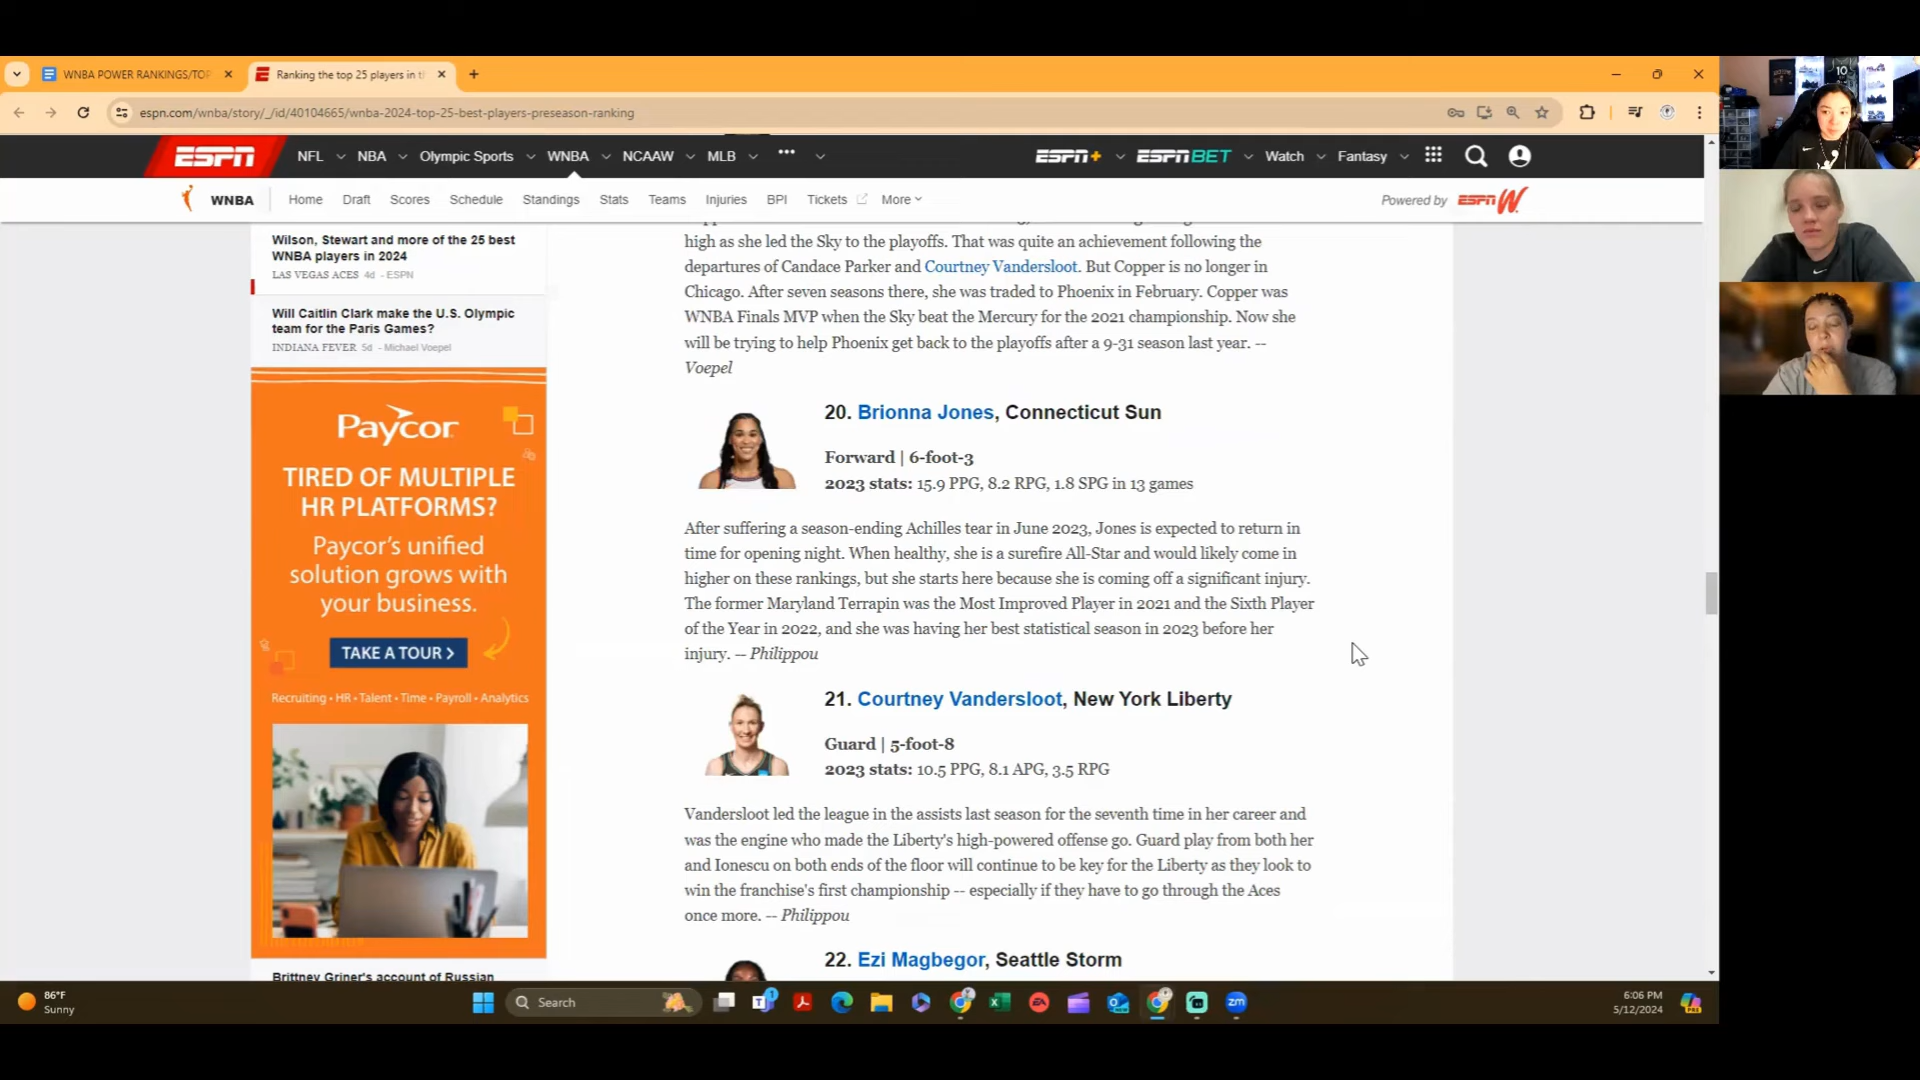 WNBA POWER RANKINGS/TOP
Ranking the top 25 players in t
espn.com/wnba/story/_/id/40104665/wnba-2024-top-25-best-players-preseason-ranking
ESPN NFL NBA Olympic Sports WNBA NCAAW MLB ••• ESPN+ ESPN BET Watch Fantasy
WNBA Home Draft Scores Schedule Standings Stats Teams Injuries BPI Tickets More Powered by ESPN W
10
Wilson, Stewart and more of the 25 best
WNBA players in 2024
LAS VEGAS ACES 4d - ESPN
Will Caitlin Clark make the U.S. Olympic
team for the Paris Games?
INDIANA FEVER 5d - Michael Voepel
Paycor
TIRED OF MULTIPLE
HR PLATFORMS?
Paycor's unified
solution grows with
your business.
TAKE A TOUR >
Recruiting • HR • Talent • Time • Payroll • Analytics
Brittney Griner's account of Russian
high as she led the Sky to the playoffs. That was quite an achievement following the
departures of Candace Parker and Courtney Vandersloot. But Copper is no longer in
Chicago. After seven seasons there, she was traded to Phoenix in February. Copper was
WNBA Finals MVP when the Sky beat the Mercury for the 2021 championship. Now she
will be trying to help Phoenix get back to the playoffs after a 9-31 season last year. --
Voepel
20. Brionna Jones, Connecticut Sun
Forward | 6-foot-3
2023 stats: 15.9 PPG, 8.2 RPG, 1.8 SPG in 13 games
After suffering a season-ending Achilles tear in June 2023, Jones is expected to return in
time for opening night. When healthy, she is a surefire All-Star and would likely come in
higher on these rankings, but she starts here because she is coming off a significant injury.
The former Maryland Terrapin was the Most Improved Player in 2021 and the Sixth Player
of the Year in 2022, and she was having her best statistical season in 2023 before her
injury. -- Philippou
21. Courtney Vandersloot, New York Liberty
Guard | 5-foot-8
2023 stats: 10.5 PPG, 8.1 APG, 3.5 RPG
Vandersloot led the league in the assists last season for the seventh time in her career and
was the engine who made the Liberty's high-powered offense go. Guard play from both her
and Ionescu on both ends of the floor will continue to be key for the Liberty as they look to
win the franchise's first championship -- especially if they have to go through the Aces
once more. -- Philippou
22. Ezi Magbegor, Seattle Storm
86°F
Sunny
Search
zm
6:06 PM
5/12/2024